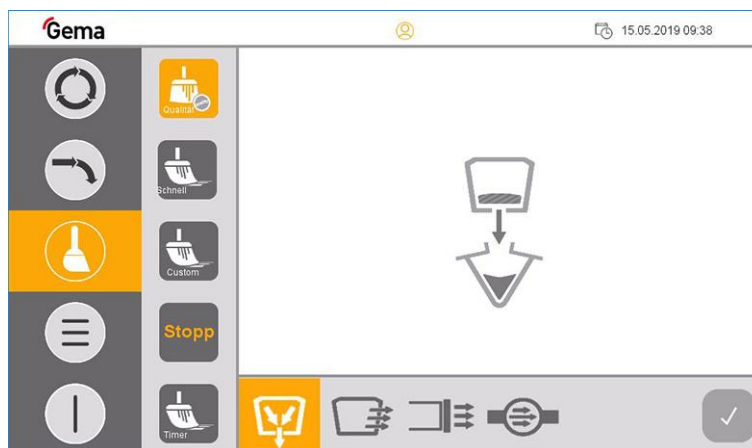 Gema
15.05.2019 09:38
Qualität
Schnell
Custom
Stopp
Timer